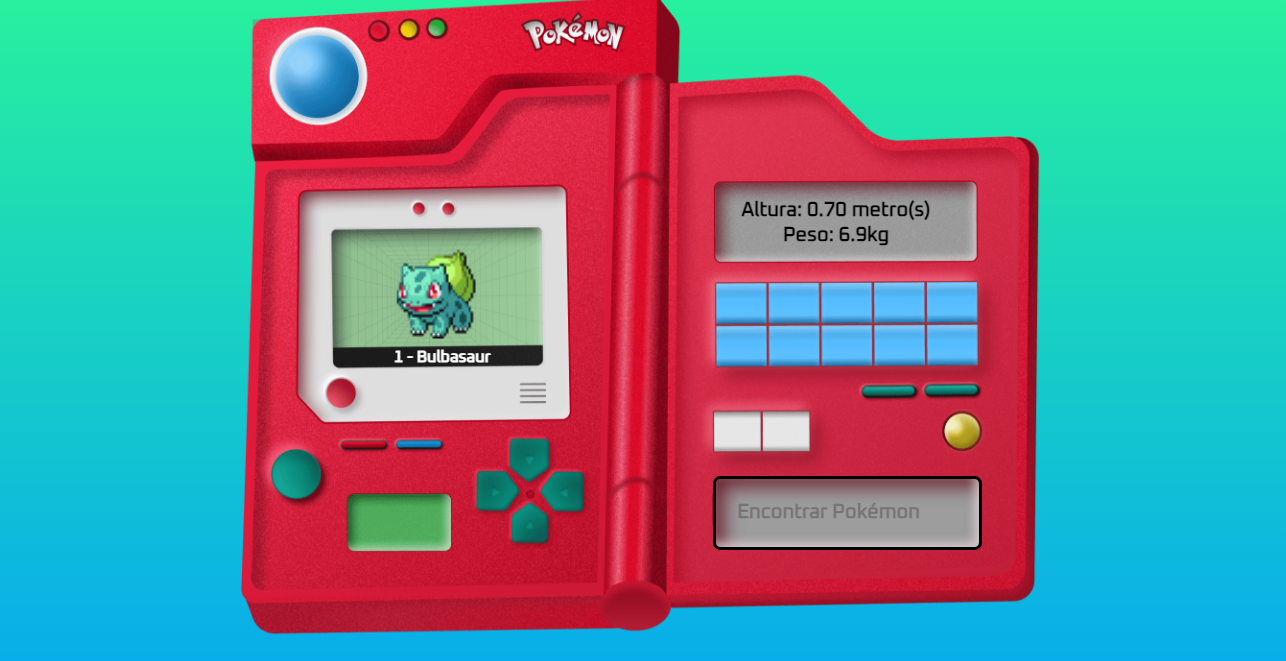 POKéMON
1 - Bulbasaur
Altura: 0.70 metro(s)
Peso: 6.9kg
Encontrar Pokémon